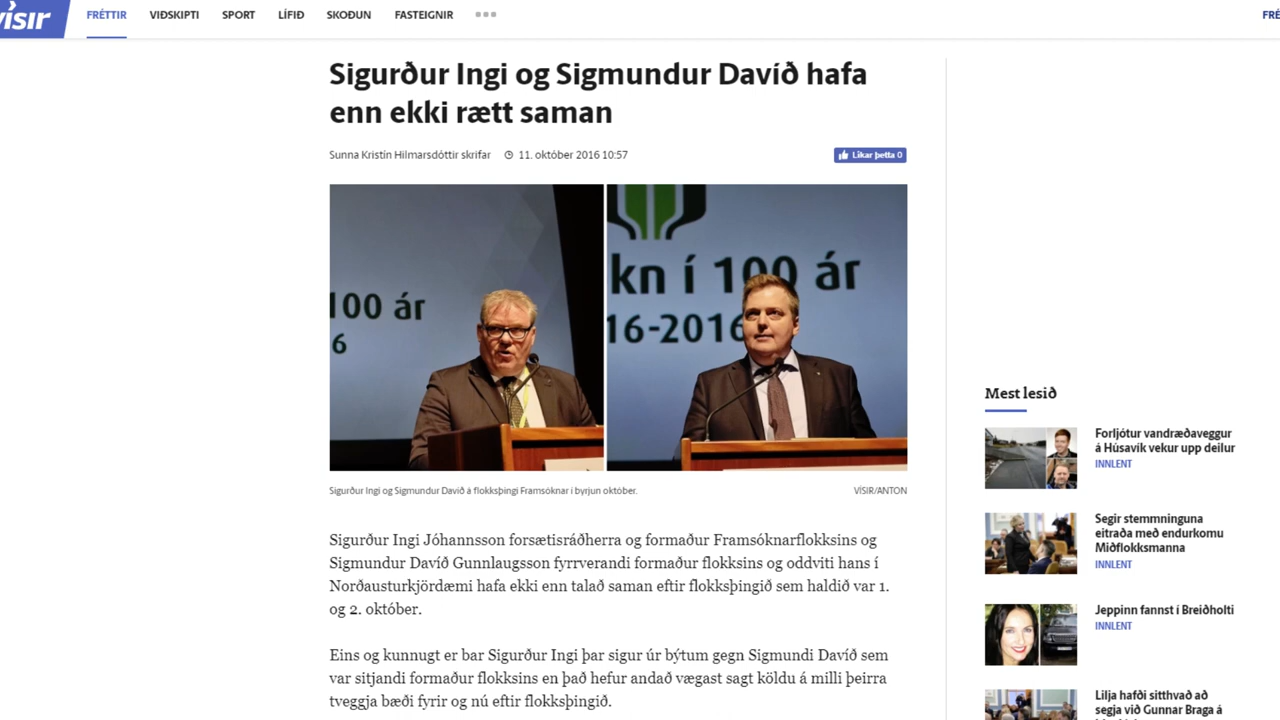 vísir
FRÉTTIR VIÐSKIPTI SPORT LÍFIÐ SKOÐUN FASTEIGNIR
Sigurður Ingi og Sigmundur Davíð hafa
enn ekki rætt saman
Sunna Kristín Hilmarsdóttir skrifar 11. október 2016 10:57
Líkar þetta 0
100 ár
6
kn í 100 ár
16-2016
Sigurður Ingi og Sigmundur Davíð á flokksþingi Framsóknar í byrjun október.
VÍSIR/ANTON
Sigurður Ingi Jóhannsson forsætisráðherra og formaður Framsóknarflokksins og
Sigmundur Davíð Gunnlaugsson fyrrverandi formaður flokksins og oddviti hans í
Norðausturkjördæmi hafa ekki enn talað saman eftir flokksþingið sem haldið var 1.
og 2. október.
Eins og kunnugt er bar Sigurður Ingi þar sigur úr býtum gegn Sigmundi Davíð sem
var sitjandi formaður flokksins en það hefur andað vægast sagt köldu á milli þeirra
tveggja bæði fyrir og nú eftir flokksþingið.
FRÉ
Mest lesið
Forljótur vandræðaveggur
á Húsavík vekur upp deilur
INNLENT
Segir stemmninguna
eitraða með endurkomu
Miðflokksmanna
INNLENT
Jeppinn fannst í Breiðholti
INNLENT
Lilja hafði sitthvað að
segja við Gunnar Braga á